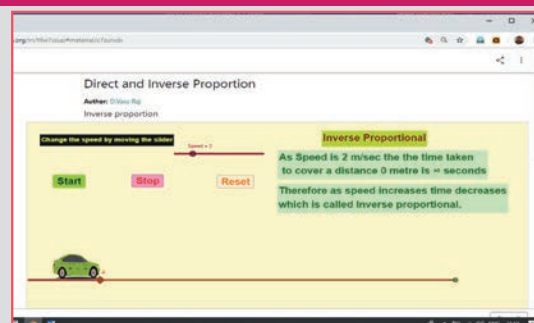 Direct and Inverse Proportion
Author: D.Vasu Raj
Inverse proportion
Change the speed by moving the slider
Speed = 2
Inverse Proportional
As Speed is 2 m/sec the the time taken
to cover a distance 0 metre is ∞ seconds
Start
Stop
Reset
Therefore as speed increases time decreases
which is called Inverse proportional.